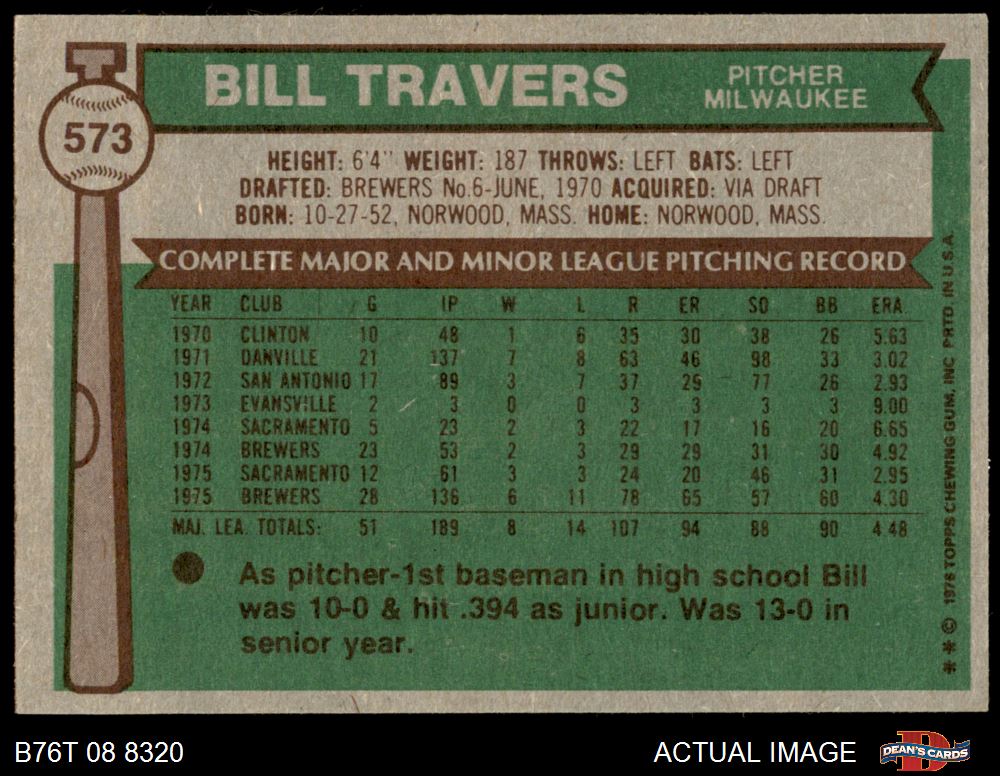 573
BILL TRAVERS
PITCHER
MILWAUKEE
HEIGHT: 6'4" WEIGHT: 187 THROWS: LEFT BATS: LEFT
DRAFTED: BREWERS No.6-JUNE, 1970 ACQUIRED: VIA DRAFT
BORN: 10-27-52, NORWOOD, MASS. HOME: NORWOOD, MASS.
COMPLETE MAJOR AND MINOR LEAGUE PITCHING RECORD
YEAR CLUB G IP W L R ER SO BB ERA
1970 CLINTON 10 48 1 6 35 30 38 26 5.63
1971 DANVILLE 21 137 7 8 63 46 98 33 3.02
1972 SAN ANTONIO 17 89 3 7 37 29 77 26 2.93
1973 EVANSVILLE 2 3 0 0 3 3 3 3 9.00
1974 SACRAMENTO 5 23 2 3 22 17 16 20 6.65
1974 BREWERS 23 53 2 3 29 29 31 30 4.92
1975 SACRAMENTO 12 61 3 3 24 20 46 31 2.95
1975 BREWERS 28 136 6 11 78 65 57 60 4.30
MAJ. LEA. TOTALS: 51 189 8 14 107 94 88 90 4.48
As pitcher-1st baseman in high school Bill
was 10-0 & hit .394 as junior. Was 13-0 in
senior year.
* * © 1976 TOPPS CHEWING GUM, INC. PRTD. IN U.S.A.
B76T 08 8320
ACTUAL IMAGE
D
DEAN'S CARDS